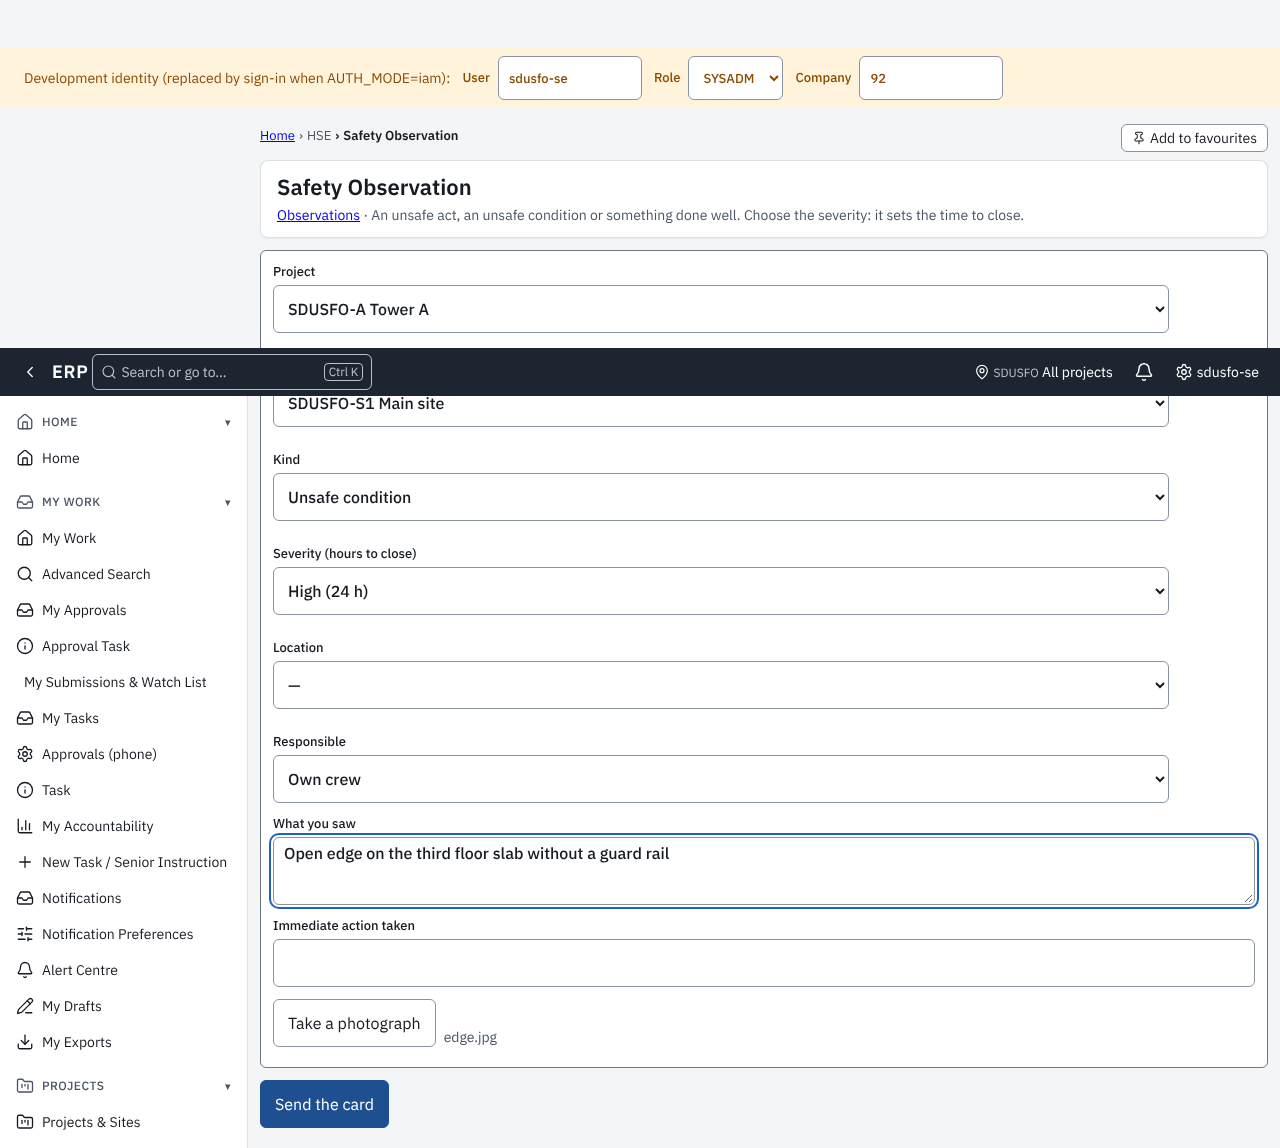 Development identity (replaced by sign-in when AUTH_MODE=iam): User sdusfo-se Role SYSADM Company 92
Home › HSE › Safety Observation
Add to favourites
Safety Observation
Observations · An unsafe act, an unsafe condition or something done well. Choose the severity: it sets the time to close.
Project
SDUSFO-A Tower A
ERP Search or go to... Ctrl K SDUSFO All projects sdusfo-se
SDUSFO-S1 Main site
Kind
Unsafe condition
Severity (hours to close)
High (24 h)
Location
—
Responsible
Own crew
What you saw
Open edge on the third floor slab without a guard rail
Immediate action taken
Take a photograph edge.jpg
Send the card
HOME
Home
MY WORK
My Work
Advanced Search
My Approvals
Approval Task
My Submissions & Watch List
My Tasks
Approvals (phone)
Task
My Accountability
New Task / Senior Instruction
Notifications
Notification Preferences
Alert Centre
My Drafts
My Exports
PROJECTS
Projects & Sites